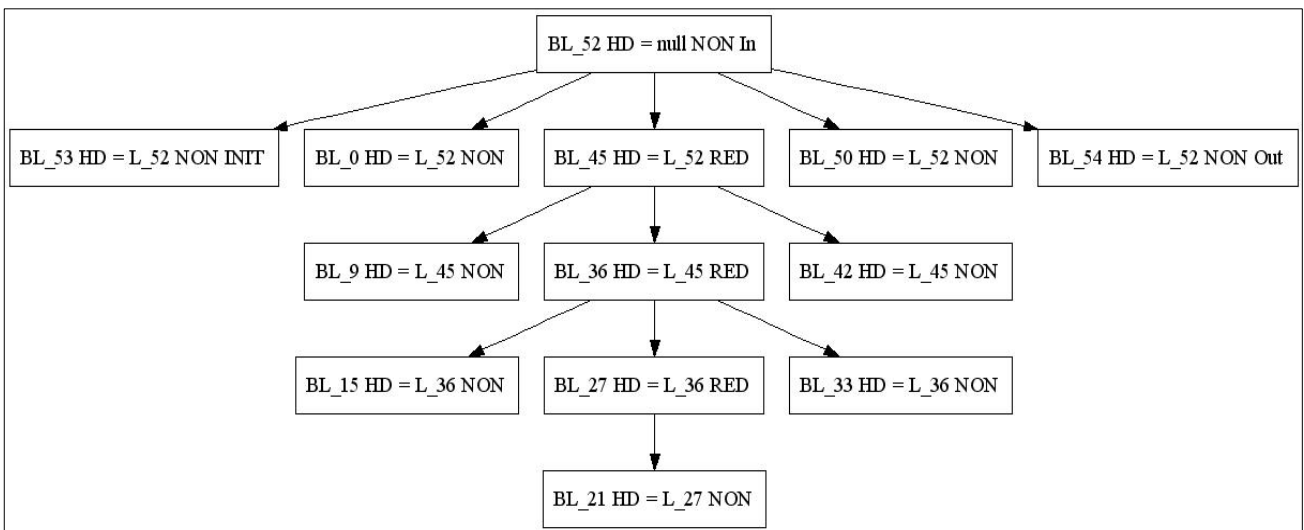 BL_52 HD = null NON In
BL_53 HD = L_52 NON INIT
BL_0 HD = L_52 NON
BL_45 HD = L_52 RED
BL_50 HD = L_52 NON
BL_54 HD = L_52 NON Out
BL_9 HD = L_45 NON
BL_36 HD = L_45 RED
BL_42 HD = L_45 NON
BL_15 HD = L_36 NON
BL_27 HD = L_36 RED
BL_33 HD = L_36 NON
BL_21 HD = L_27 NON